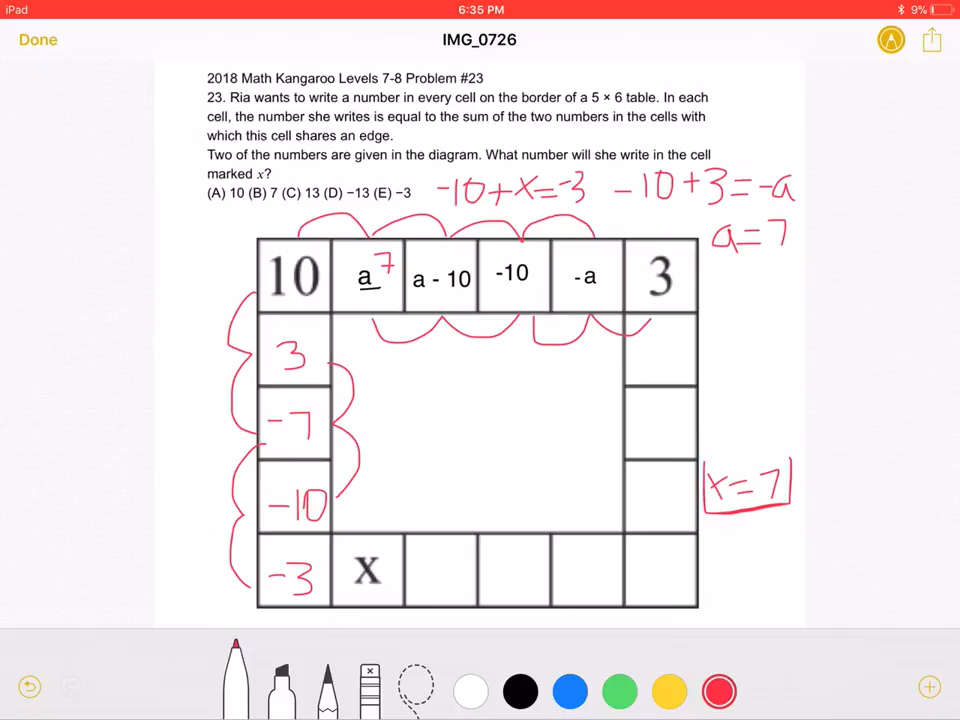 iPad 6:35 PM 9%
Done IMG_0726
2018 Math Kangaroo Levels 7-8 Problem #23
23. Ria wants to write a number in every cell on the border of a 5 × 6 table. In each
cell, the number she writes is equal to the sum of the two numbers in the cells with
which this cell shares an edge.
Two of the numbers are given in the diagram. What number will she write in the cell
marked x?
(A) 10 (B) 7 (C) 13 (D) −13 (E) −3
-10+x=-3 -10+3=-a
a=7
10 a 7 a - 10 -10 -a 3
3
-7
-10 x=7
-3 x